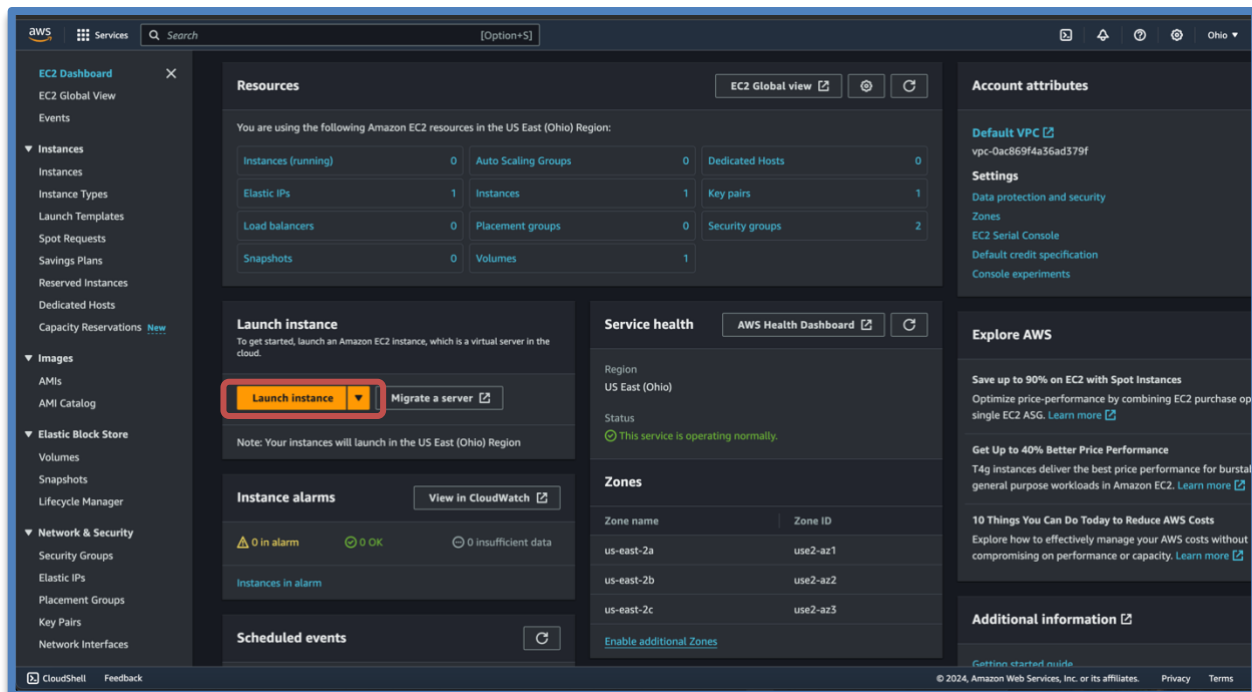 aws
Services
Search
[Option+S]
Ohio
EC2 Dashboard
EC2 Global View
Events
Instances
Instances
Instance Types
Launch Templates
Spot Requests
Savings Plans
Reserved Instances
Dedicated Hosts
Capacity Reservations New
Images
AMIs
AMI Catalog
Elastic Block Store
Volumes
Snapshots
Lifecycle Manager
Network & Security
Security Groups
Elastic IPs
Placement Groups
Key Pairs
Network Interfaces
Resources
EC2 Global view
You are using the following Amazon EC2 resources in the US East (Ohio) Region:
Instances (running) 0 Auto Scaling Groups 0 Dedicated Hosts 0
Elastic IPs 1 Instances 1 Key pairs 1
Load balancers 0 Placement groups 0 Security groups 2
Snapshots 0 Volumes 1
Launch instance
To get started, launch an Amazon EC2 instance, which is a virtual server in the
cloud.
Launch instance
Migrate a server
Note: Your instances will launch in the US East (Ohio) Region
Instance alarms
View in CloudWatch
0 in alarm 0 OK 0 insufficient data
Instances in alarm
Scheduled events
Service health
AWS Health Dashboard
Region
US East (Ohio)
Status
This service is operating normally.
Zones
Zone name Zone ID
us-east-2a use2-az1
us-east-2b use2-az2
us-east-2c use2-az3
Enable additional Zones
Account attributes
Default VPC
vpc-0ac869f4a36ad379f
Settings
Data protection and security
Zones
EC2 Serial Console
Default credit specification
Console experiments
Explore AWS
Save up to 90% on EC2 with Spot Instances
Optimize price-performance by combining EC2 purchase op
single EC2 ASG. Learn more
Get Up to 40% Better Price Performance
T4g instances deliver the best price performance for burstal
general purpose workloads in Amazon EC2. Learn more
10 Things You Can Do Today to Reduce AWS Costs
Explore how to effectively manage your AWS costs without
compromising on performance or capacity. Learn more
Additional information
Getting started guide
CloudShell Feedback
© 2024, Amazon Web Services, Inc. or its affiliates. Privacy Terms